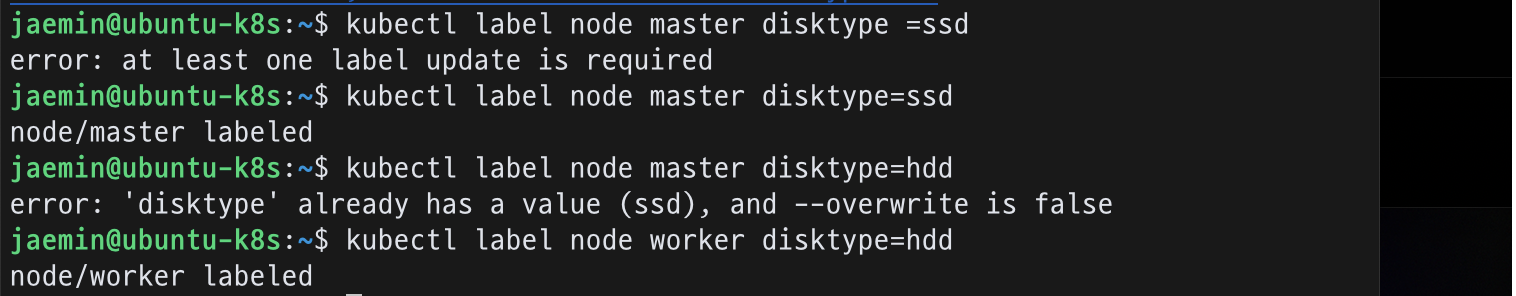 jaemin@ubuntu-k8s:~$ kubectl label node master disktype =ssd
error: at least one label update is required
jaemin@ubuntu-k8s:~$ kubectl label node master disktype=ssd
node/master labeled
jaemin@ubuntu-k8s:~$ kubectl label node master disktype=hdd
error: 'disktype' already has a value (ssd), and --overwrite is false
jaemin@ubuntu-k8s:~$ kubectl label node worker disktype=hdd
node/worker labeled